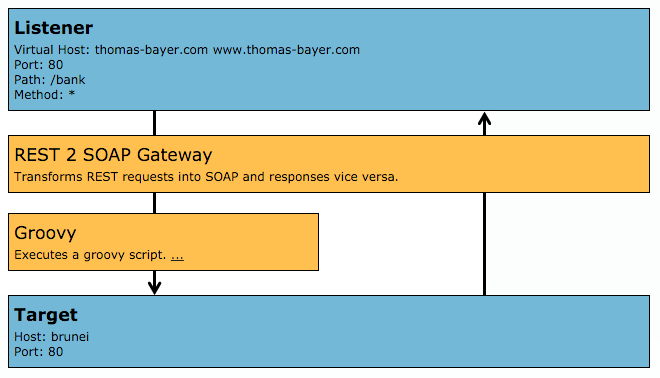 Listener
Virtual Host: thomas-bayer.com www.thomas-bayer.com
Port: 80
Path: /bank
Method: *
REST 2 SOAP Gateway
Transforms REST requests into SOAP and responses vice versa.
Groovy
Executes a groovy script. ...
Target
Host: brunei
Port: 80